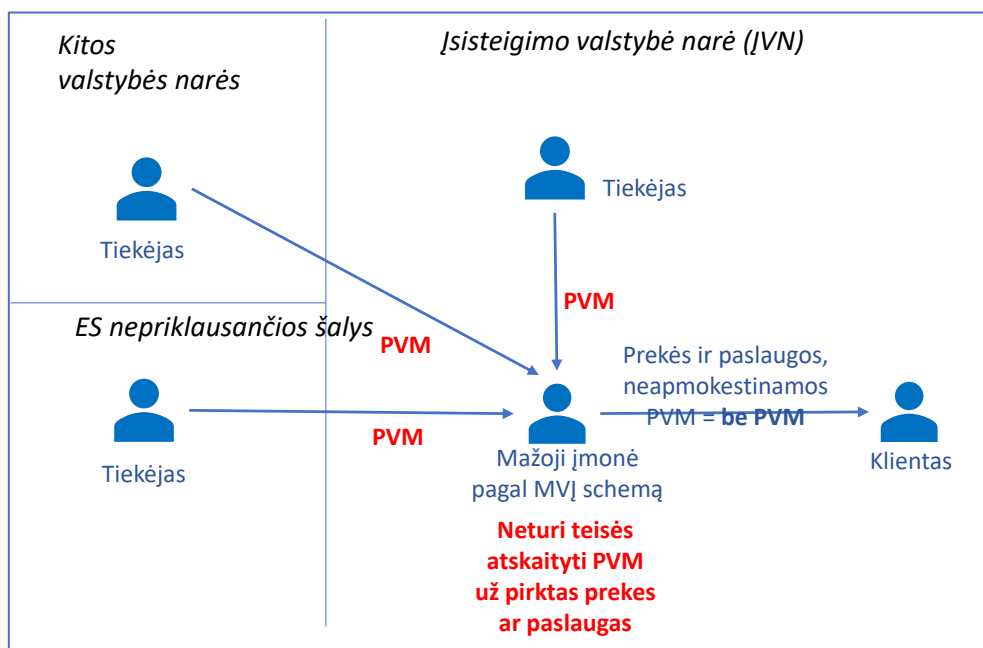 Kitos
valstybės narės
Įsisteigimo valstybė narė (ĮVN)
Tiekėjas
Tiekėjas
PVM
ES nepriklausančios šalys
PVM
Prekės ir paslaugos,
neapmokestinamos
PVM = be PVM
PVM
Tiekėjas
Mažoji įmonė
pagal MVĮ schemą
Klientas
Neturi teisės
atskaityti PVM
už pirktas prekes
ar paslaugas